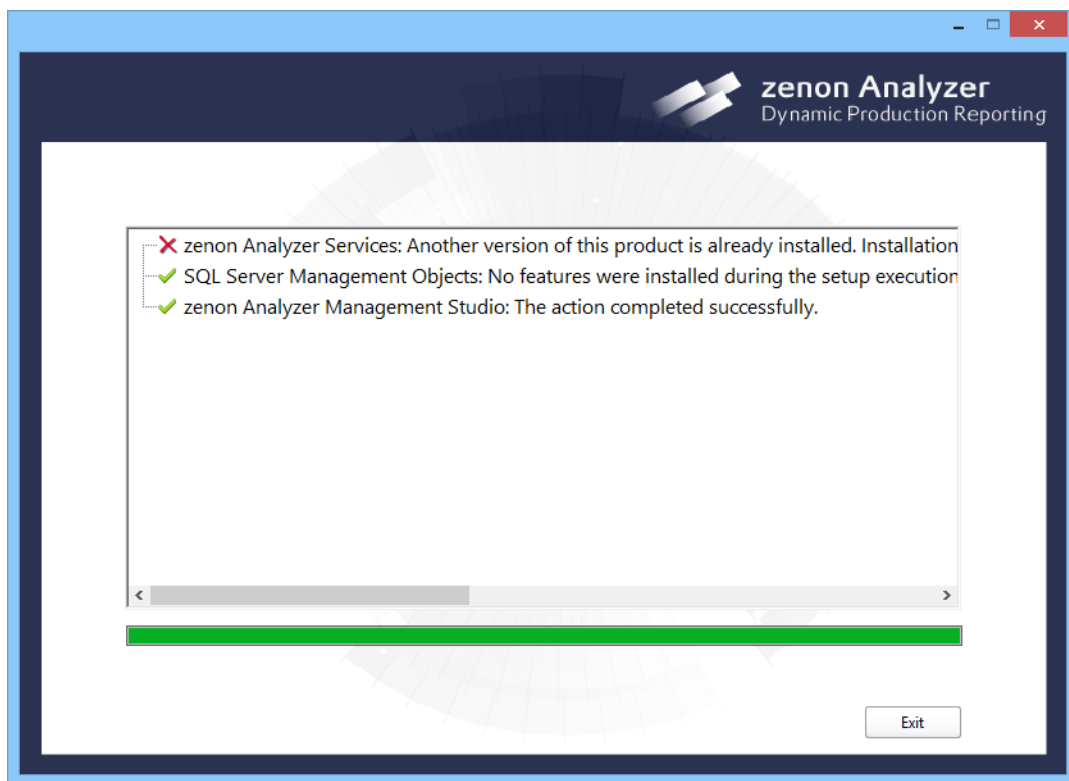 zenon Analyzer
Dynamic Production Reporting
zenon Analyzer Services: Another version of this product is already installed. Installation
SQL Server Management Objects: No features were installed during the setup execution
zenon Analyzer Management Studio: The action completed successfully.
Exit